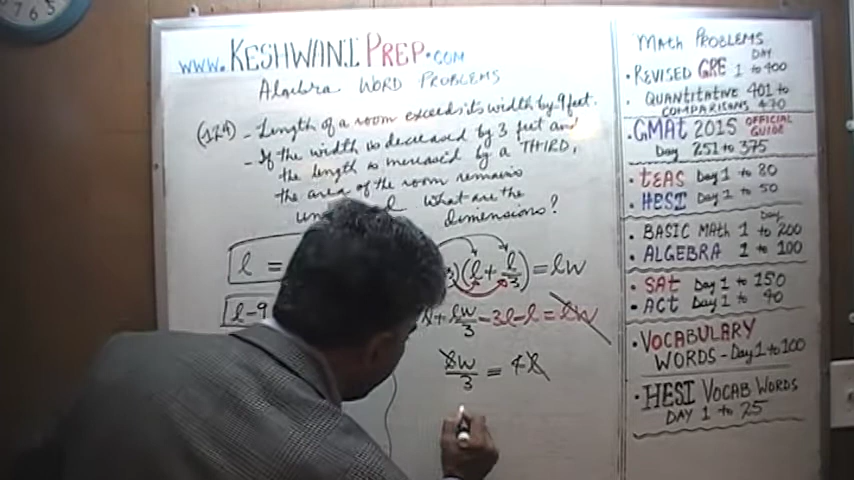 www.KESHWANIPREP.COM
Algebra WORD PROBLEMS
(124) - Length of a room exceeds its width by 9 feet.
- If the width is decreased by 3 feet and
the length is increased by a THIRD,
the area of the room remains
What are the
dimensions?
l =
3)(l + l/3) = lw
l - 9
l + lw/3 - 3l - l = lw
lw/3 = 4l
MATH PROBLEMS
DAY
• REVISED GRE 1 to 400
• QUANTITATIVE 401 to
COMPARISONS 470
• GMAT 2015 OFFICIAL
GUIDE
Day 251 to 375
• TEAS Day 1 to 80
• HESI Day 1 to 50
Day
• BASIC MATH 1 to 200
• ALGEBRA 1 to 100
• SAT Day 1 to 150
• ACT Day 1 to 40
• VOCABULARY
WORDS - Day 1 to 100
• HESI VOCAB WORDS
DAY 1 to 25